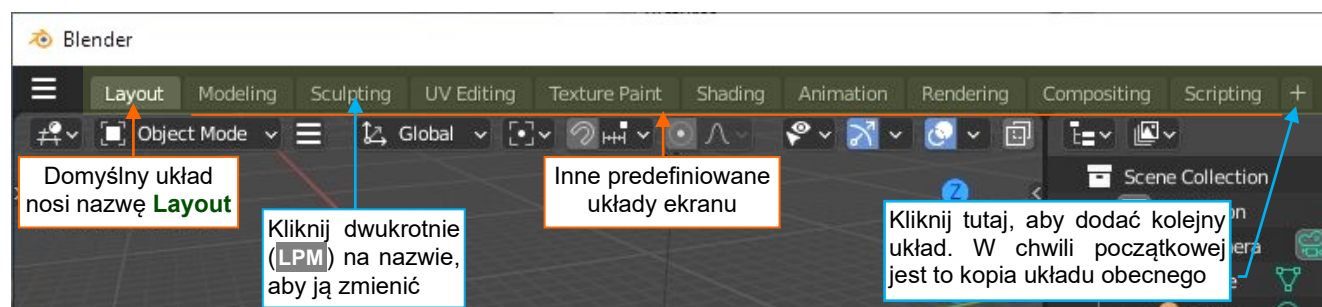 Blender
Layout Modeling Sculpting UV Editing Texture Paint Shading Animation Rendering Compositing Scripting +
Object Mode Global
Scene Collection
Domyślny układ
nosi nazwę Layout
Kliknij dwukrotnie
(LPM) na nazwie,
aby ją zmienić
Inne predefiniowane
układy ekranu
Z
Kliknij tutaj, aby dodać kolejny
układ. W chwili początkowej
jest to kopia układu obecnego